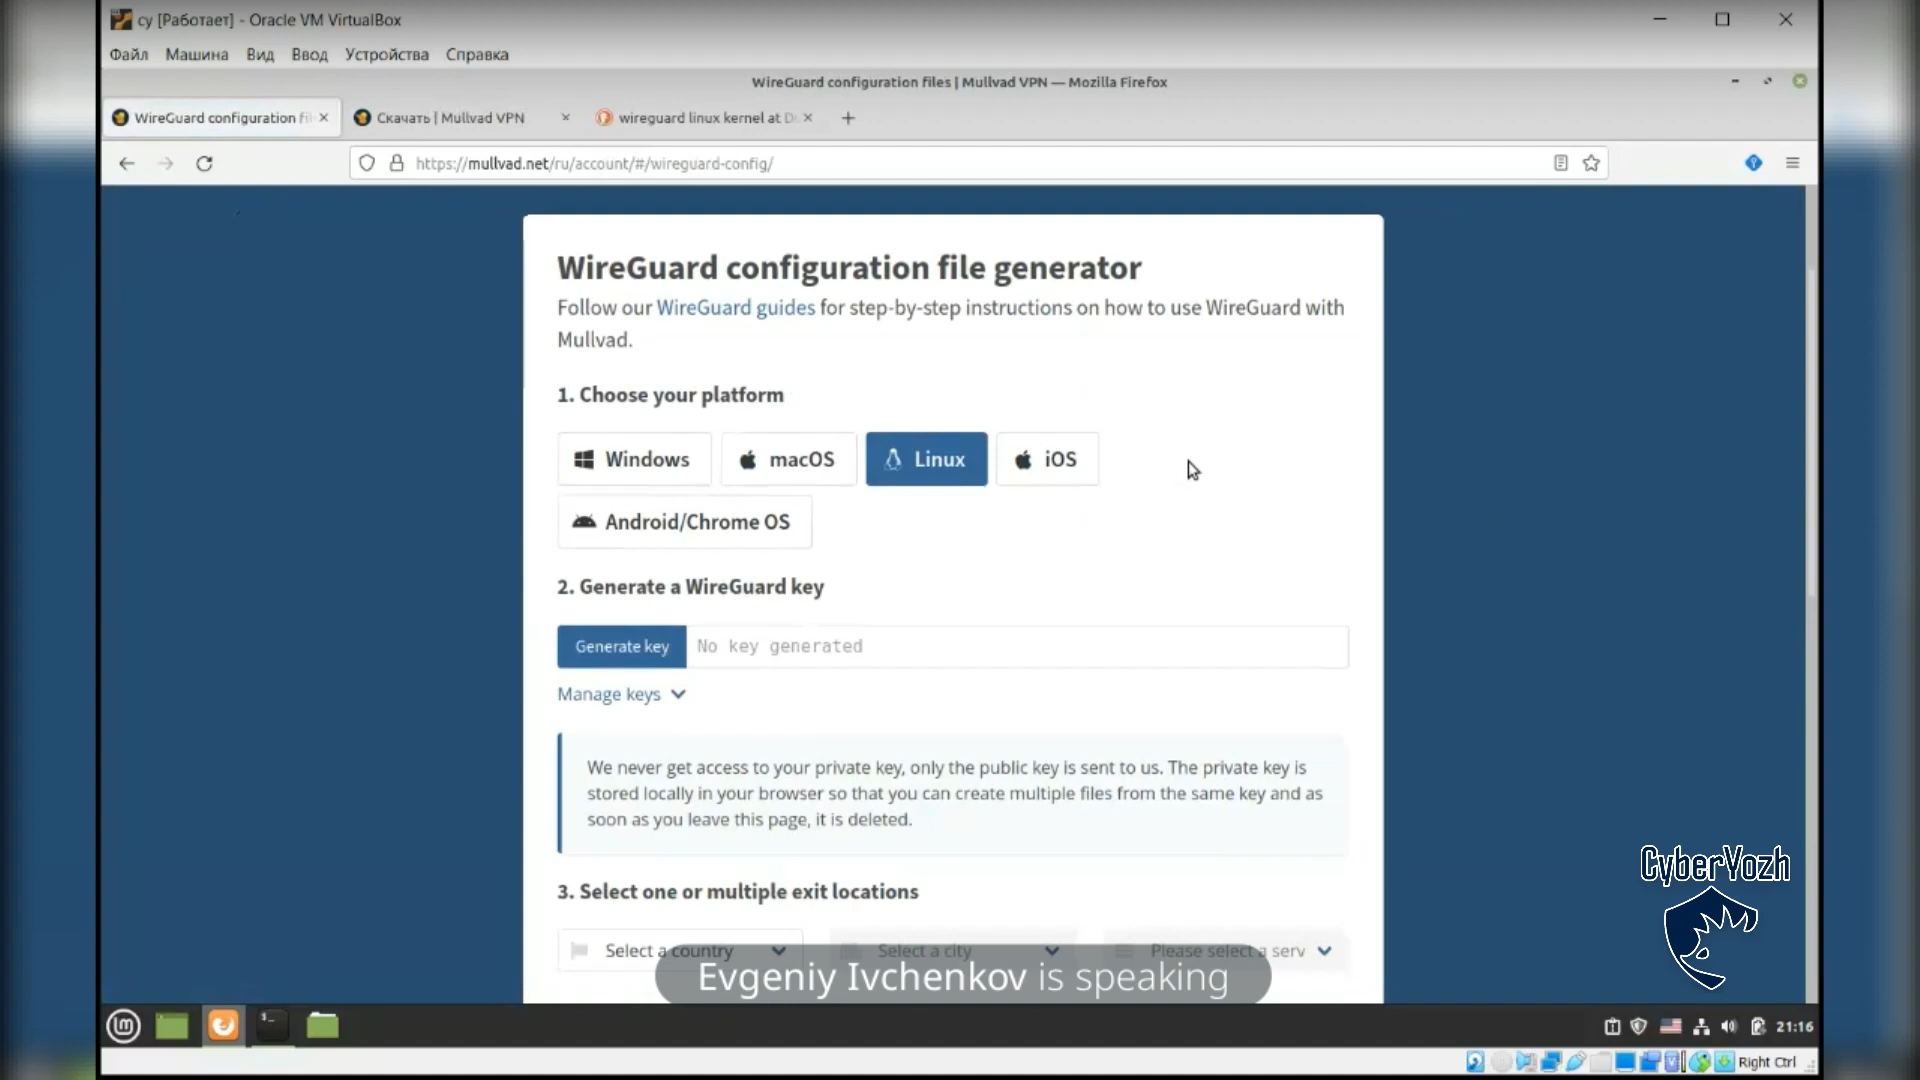 су [Работает] - Oracle VM VirtualBox
Файл Машина Вид Ввод Устройства Справка
WireGuard configuration files | Mullvad VPN — Mozilla Firefox
WireGuard configuration fil
Скачать | Mullvad VPN
wireguard linux kernel at D
https://mullvad.net/ru/account/#/wireguard-config/
WireGuard configuration file generator
Follow our WireGuard guides for step-by-step instructions on how to use WireGuard with
Mullvad.
1. Choose your platform
Windows
macOS
Linux
iOS
Android/Chrome OS
2. Generate a WireGuard key
Generate key
No key generated
Manage keys
We never get access to your private key, only the public key is sent to us. The private key is
stored locally in your browser so that you can create multiple files from the same key and as
soon as you leave this page, it is deleted.
3. Select one or multiple exit locations
Select a country
Select a city
Please select a serv
Evgeniy Ivchenkov is speaking
CyberYozh
21:16
Right Ctrl